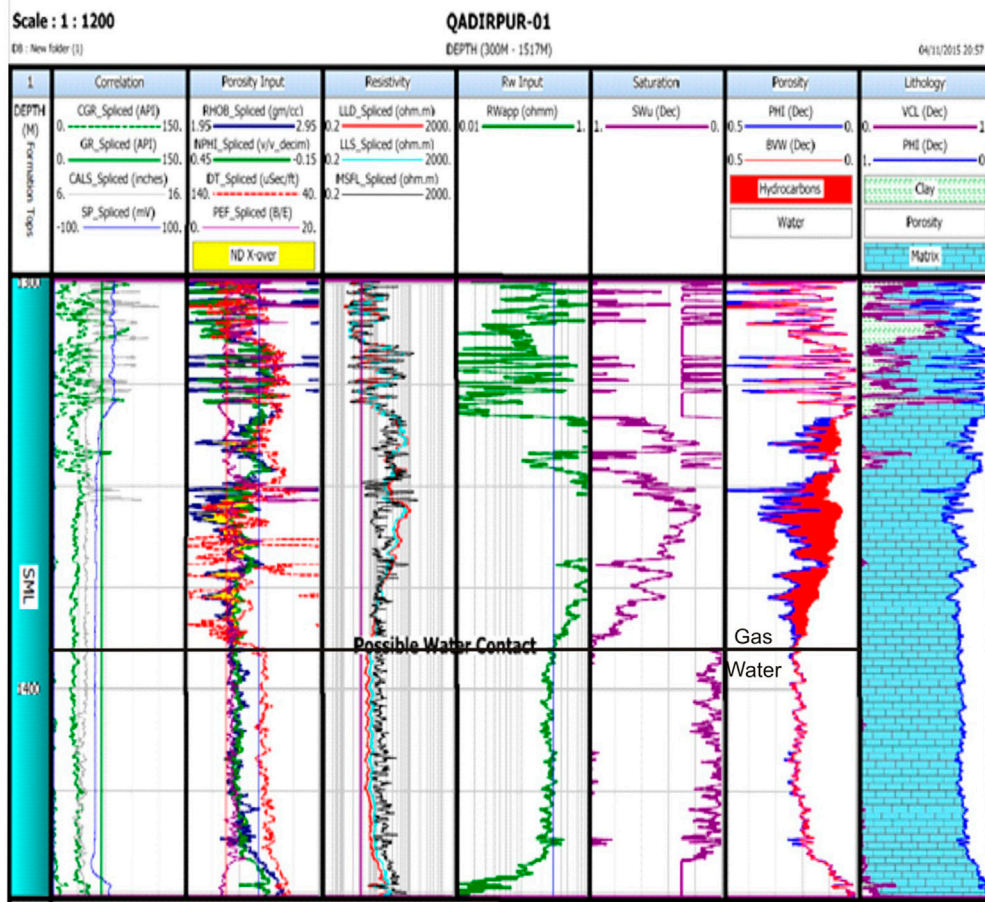 Scale : 1 : 1200
QADIRPUR-01
DB : New folder (1)
DEPTH (300M - 1517M)
04/11/2015 20:57
1
Correlation
Porosity Input
Resistivity
Rw Input
Saturation
Porosity
Lithology
DEPTH
(M)
Formation Tops
CGR_Spliced (API)
0. 150.
GR_Spliced (API)
0. 150.
CALS_Spliced (inches)
6. 16.
SP_Spliced (mV)
-100. 100.
RHOB_Spliced (gm/cc)
1.95 2.95
NPHI_Spliced (v/v_decim)
0.45 -0.15
DT_Spliced (uSec/ft)
140. 40.
PEF_Spliced (B/E)
0. 20.
ND X-over
LLD_Spliced (ohm.m)
0.2 2000.
LLS_Spliced (ohm.m)
0.2 2000.
MSFL_Spliced (ohm.m)
0.2 2000.
RWapp (ohmm)
0.01 1.
SWu (Dec)
1. 0.
PHI (Dec)
0.5 0.
BVW (Dec)
0.5 0.
Hydrocarbons
Water
VCL (Dec)
0. 1.
PHI (Dec)
1. 0.
Clay
Porosity
Matrix
1300
SML
Possible Water Contact
Gas
Water
1400